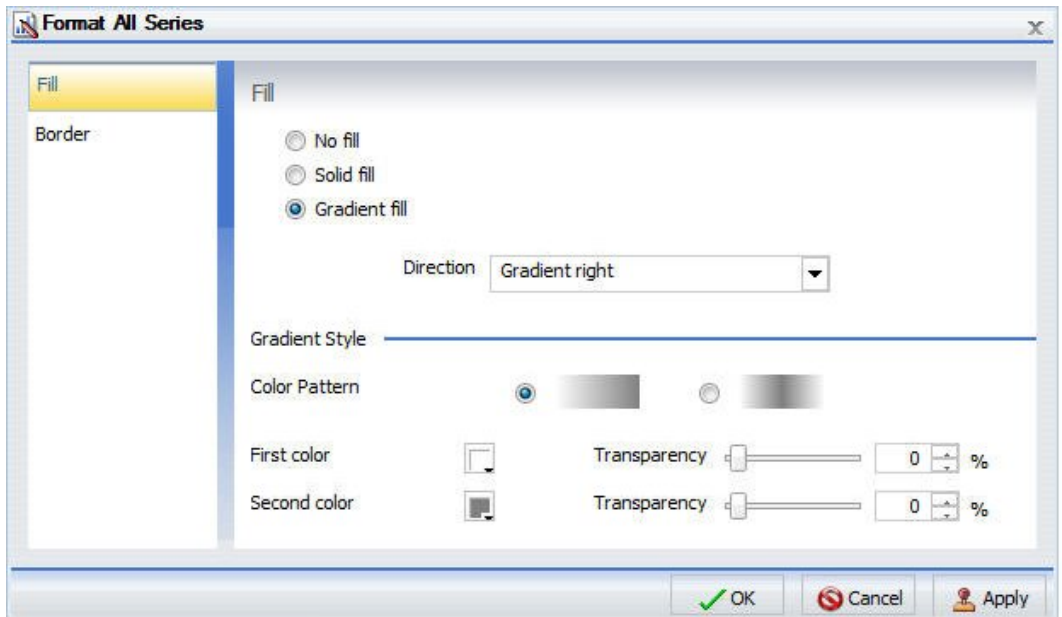 Format All Series
x
Fill
Border
Fill
No fill
Solid fill
Gradient fill
Direction Gradient right
Gradient Style
Color Pattern
First color Transparency 0 %
Second color Transparency 0 %
OK Cancel Apply